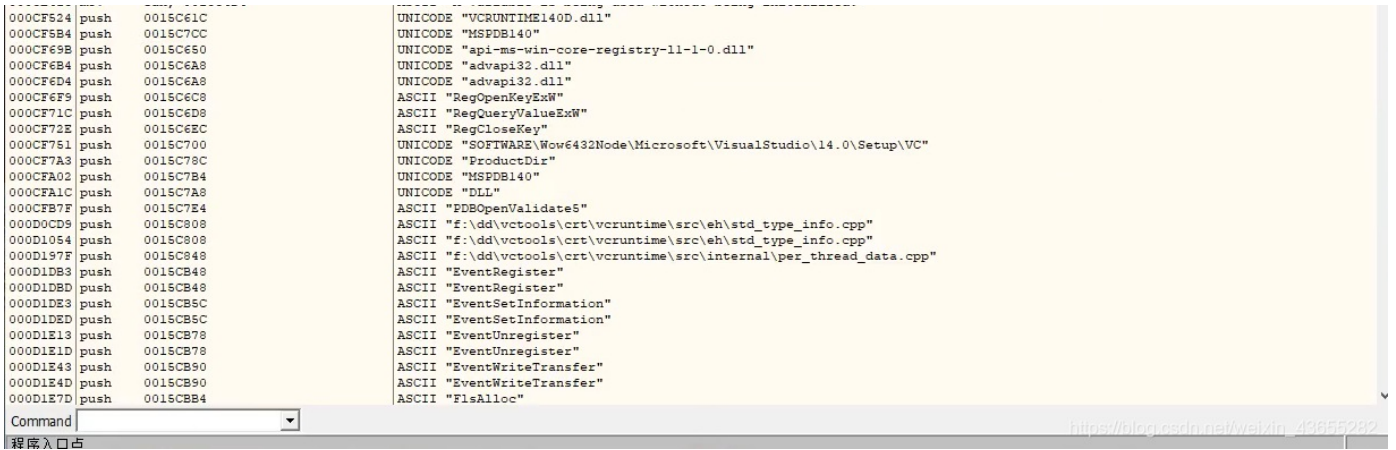 000CF524 push 0015C61C UNICODE "VCRUNTIME140D.dll"
000CF5B4 push 0015C7CC UNICODE "MSPDB140"
000CF69B push 0015C650 UNICODE "api-ms-win-core-registry-l1-1-0.dll"
000CF6B4 push 0015C6A8 UNICODE "advapi32.dll"
000CF6D4 push 0015C6A8 UNICODE "advapi32.dll"
000CF6F9 push 0015C6C8 ASCII "RegOpenKeyExW"
000CF71C push 0015C6D8 ASCII "RegQueryValueExW"
000CF72E push 0015C6EC ASCII "RegCloseKey"
000CF751 push 0015C700 UNICODE "SOFTWARE\Wow6432Node\Microsoft\VisualStudio\14.0\Setup\VC"
000CF7A3 push 0015C78C UNICODE "ProductDir"
000CFA02 push 0015C7B4 UNICODE "MSPDB140"
000CFA1C push 0015C7A8 UNICODE "DLL"
000CFB7F push 0015C7E4 ASCII "PDBOpenValidate5"
000D0CD9 push 0015C808 ASCII "f:\dd\vctools\crt\vcruntime\src\eh\std_type_info.cpp"
000D1054 push 0015C808 ASCII "f:\dd\vctools\crt\vcruntime\src\eh\std_type_info.cpp"
000D197F push 0015C848 ASCII "f:\dd\vctools\crt\vcruntime\src\internal\per_thread_data.cpp"
000D1DB3 push 0015CB48 ASCII "EventRegister"
000D1DBD push 0015CB48 ASCII "EventRegister"
000D1DE3 push 0015CB5C ASCII "EventSetInformation"
000D1DED push 0015CB5C ASCII "EventSetInformation"
000D1E13 push 0015CB78 ASCII "EventUnregister"
000D1E1D push 0015CB78 ASCII "EventUnregister"
000D1E43 push 0015CB90 ASCII "EventWriteTransfer"
000D1E4D push 0015CB90 ASCII "EventWriteTransfer"
000D1E7D push 0015CBB4 ASCII "FlsAlloc"
Command
https://blog.csdn.net/weixin_43655282
程序入口点